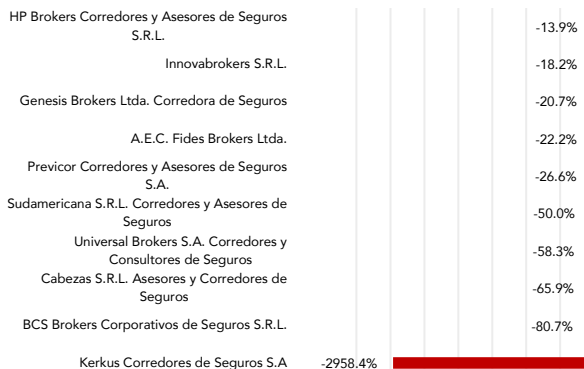 HP Brokers Corredores y Asesores de Seguros
S.R.L.
-13.9%
Innovabrokers S.R.L.
-18.2%
Genesis Brokers Ltda. Corredora de Seguros
-20.7%
A.E.C. Fides Brokers Ltda.
-22.2%
Previcor Corredores y Asesores de Seguros
S.A.
-26.6%
Sudamericana S.R.L. Corredores y Asesores de
Seguros
-50.0%
Universal Brokers S.A. Corredores y
Consultores de Seguros
-58.3%
Cabezas S.R.L. Asesores y Corredores de
Seguros
-65.9%
BCS Brokers Corporativos de Seguros S.R.L.
-80.7%
Kerkus Corredores de Seguros S.A
-2958.4%